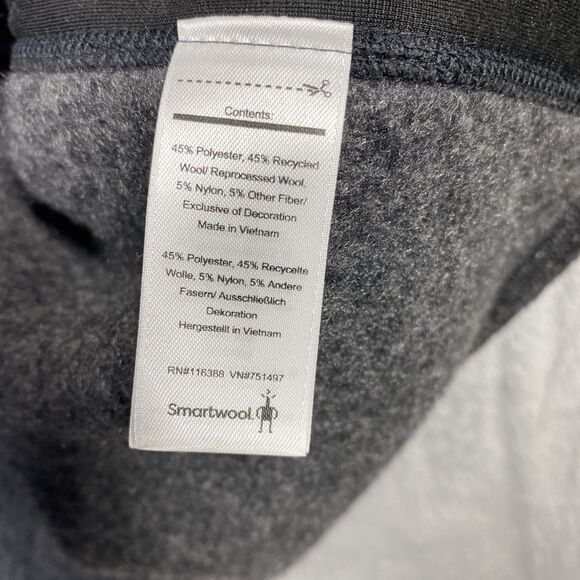 Contents:
45% Polyester, 45% Recycled
Wool/ Reprocessed Wool,
5% Nylon, 5% Other Fiber/
Exclusive of Decoration
Made in Vietnam
45% Polyester, 45% Recycelte
Wolle, 5% Nylon, 5% Andere
Fasern/ Ausschließlich
Dekoration
Hergestellt in Vietnam
RN#116388 VN#751497
Smartwool.